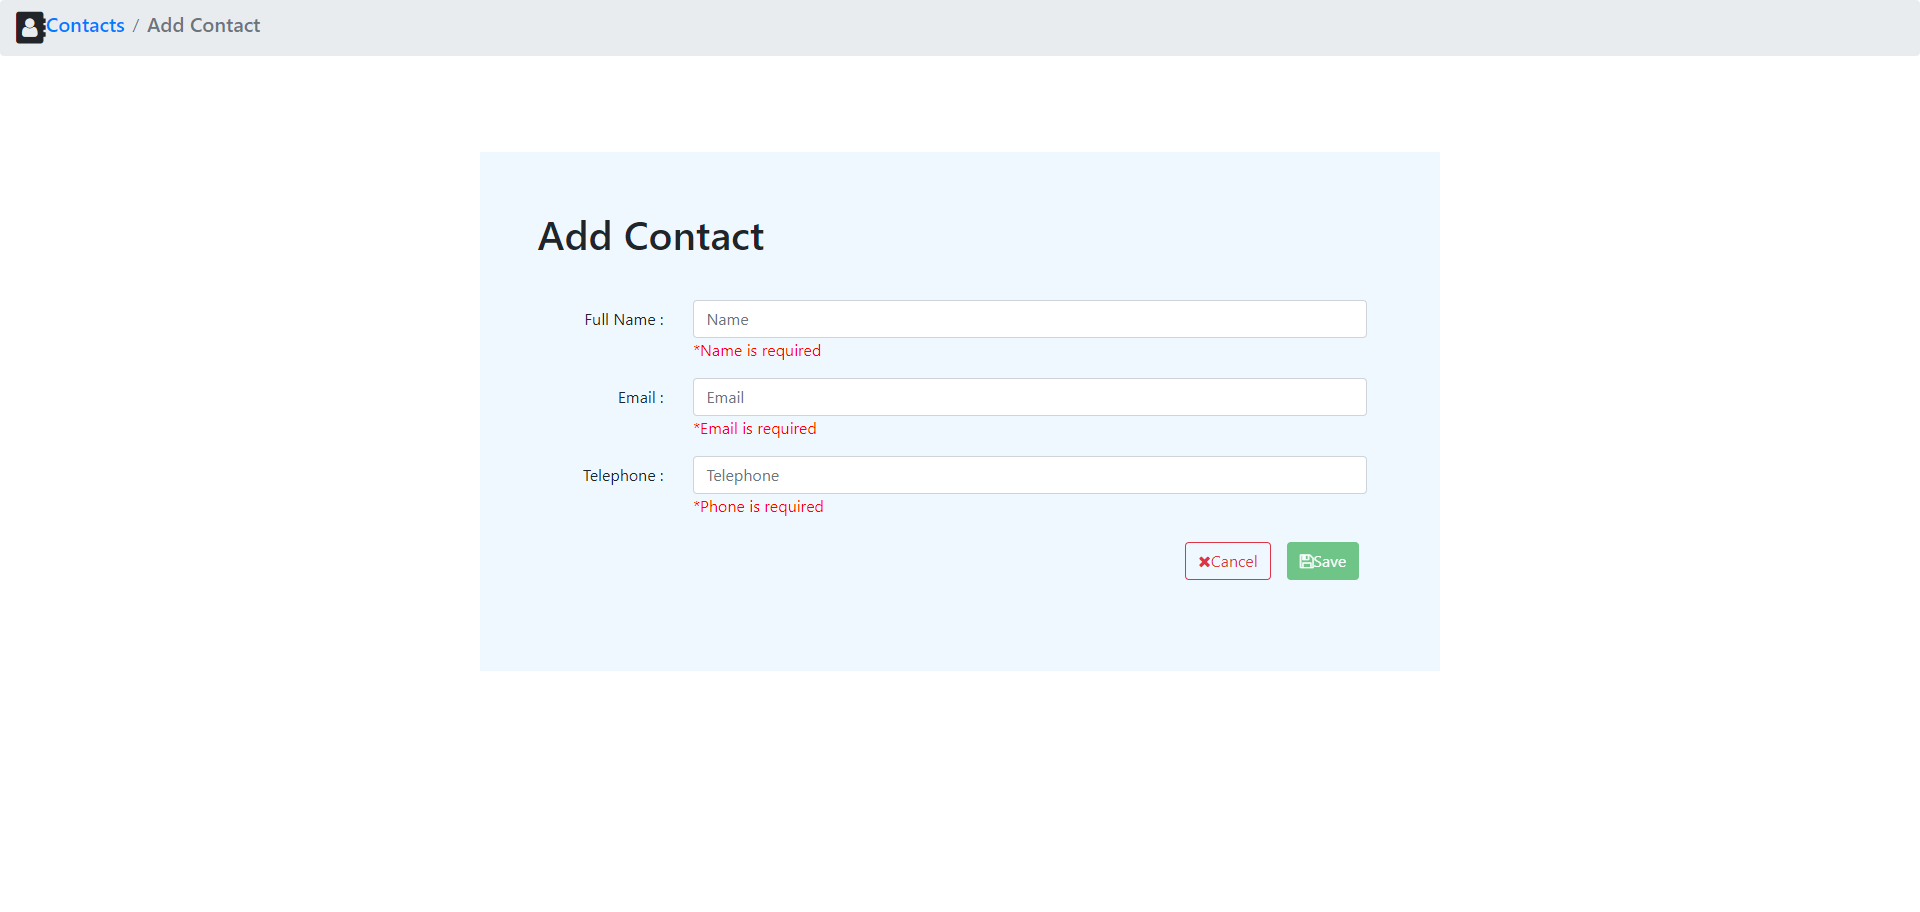 Contacts / Add Contact
Add Contact
Full Name : Name
*Name is required
Email : Email
*Email is required
Telephone : Telephone
*Phone is required
Cancel Save